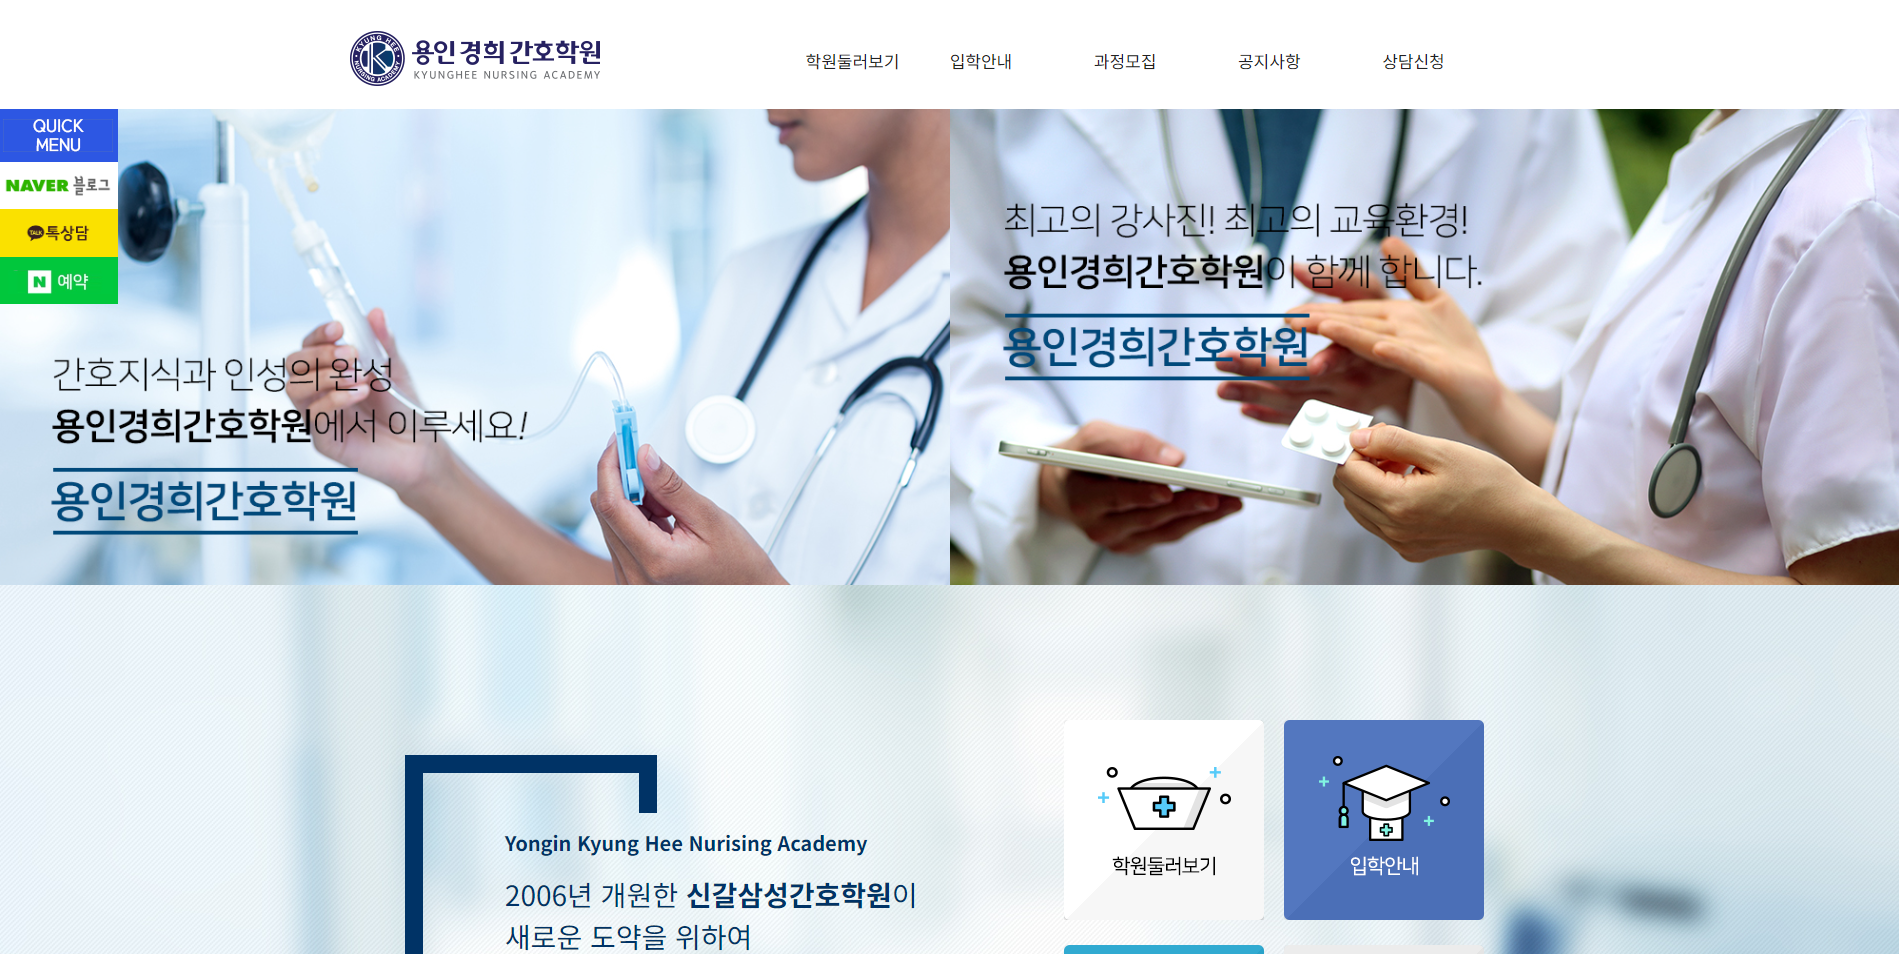 KYUNG HEE
NURSING ACADEMY
용인경희간호학원
KYUNGHEE NURSING ACADEMY
학원둘러보기
입학안내
과정모집
공지사항
상담신청
QUICK
MENU
NAVER 블로그
TALK 톡상담
N 예약
간호지식과 인성의 완성
용인경희간호학원에서 이루세요!
용인경희간호학원
최고의 강사진! 최고의 교육환경!
용인경희간호학원이 함께 합니다.
용인경희간호학원
Yongin Kyung Hee Nurising Academy
2006년 개원한 신갈삼성간호학원이
새로운 도약을 위하여
학원둘러보기
입학안내